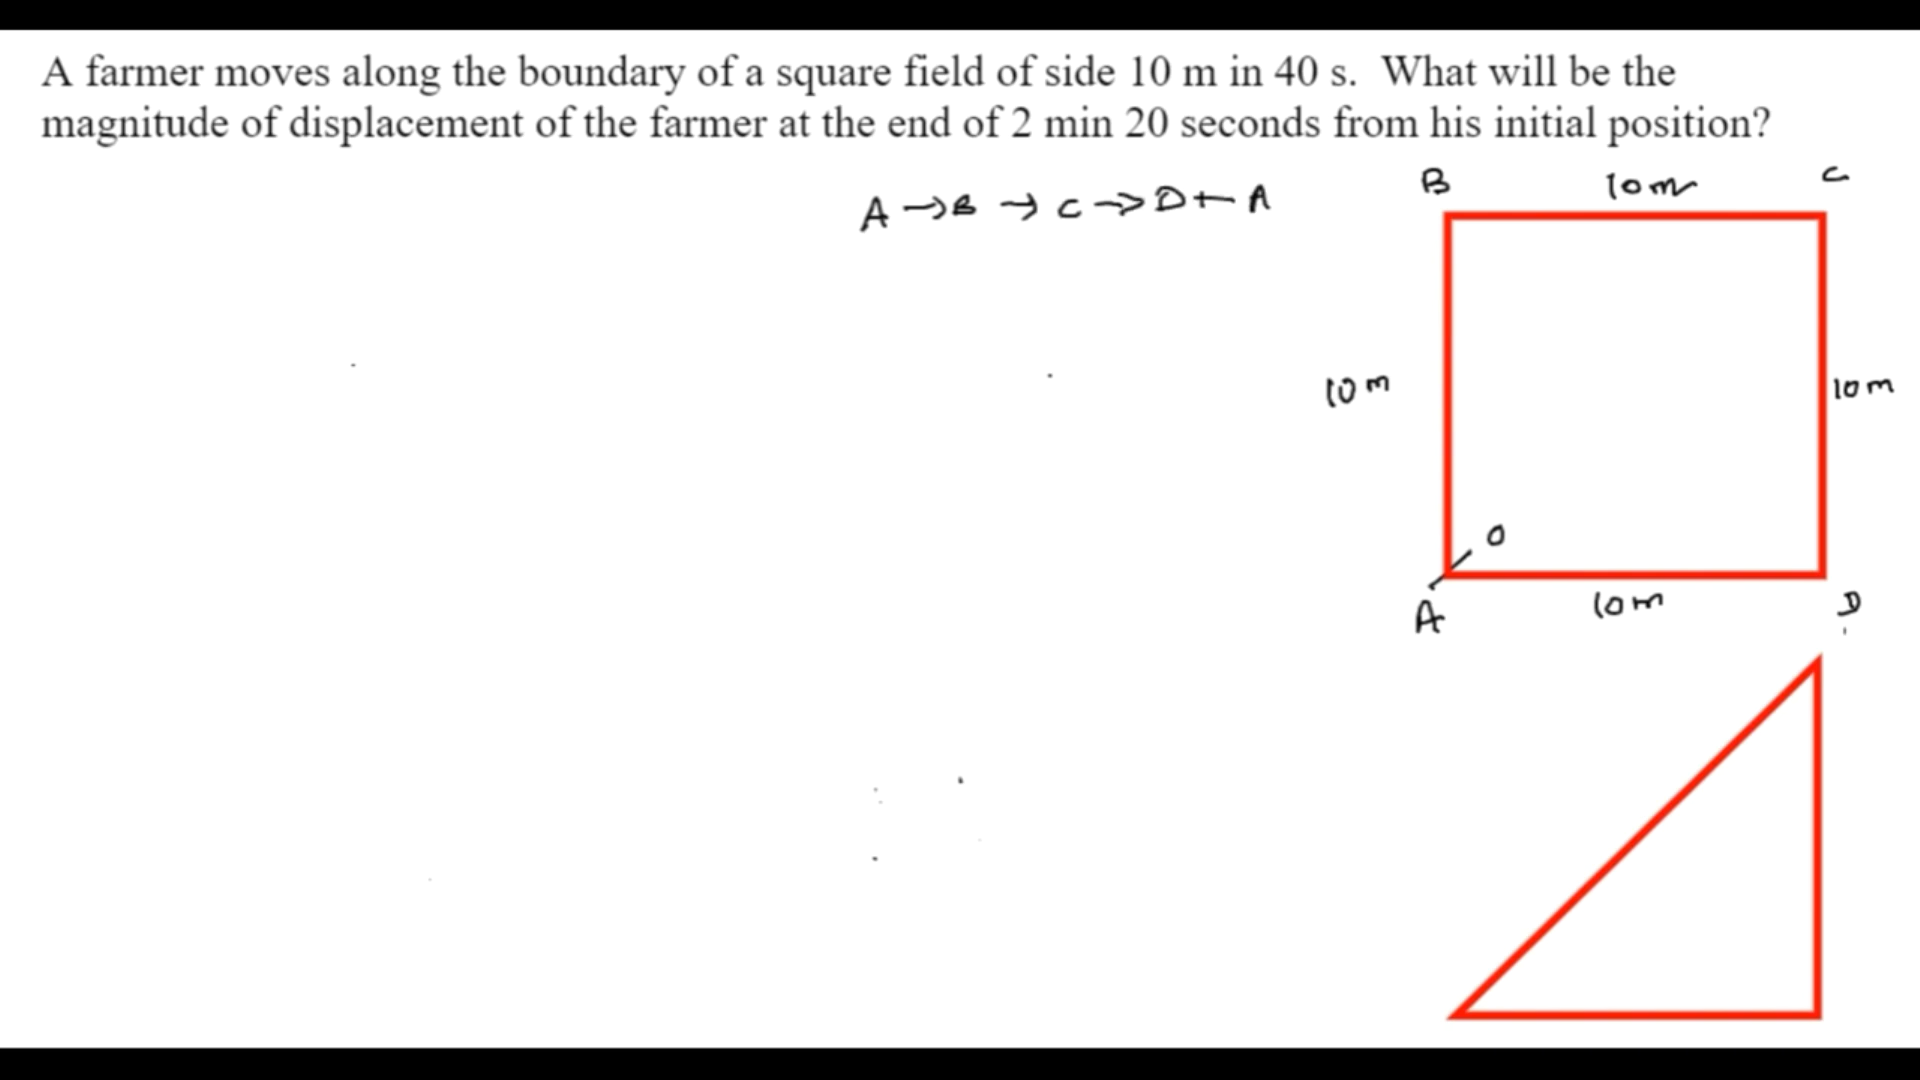 A farmer moves along the boundary of a square field of side 10 m in 40 s. What will be the
magnitude of displacement of the farmer at the end of 2 min 20 seconds from his initial position?
A → B → C → D ← A
B 10m C
10m 10m
O
A 10m D